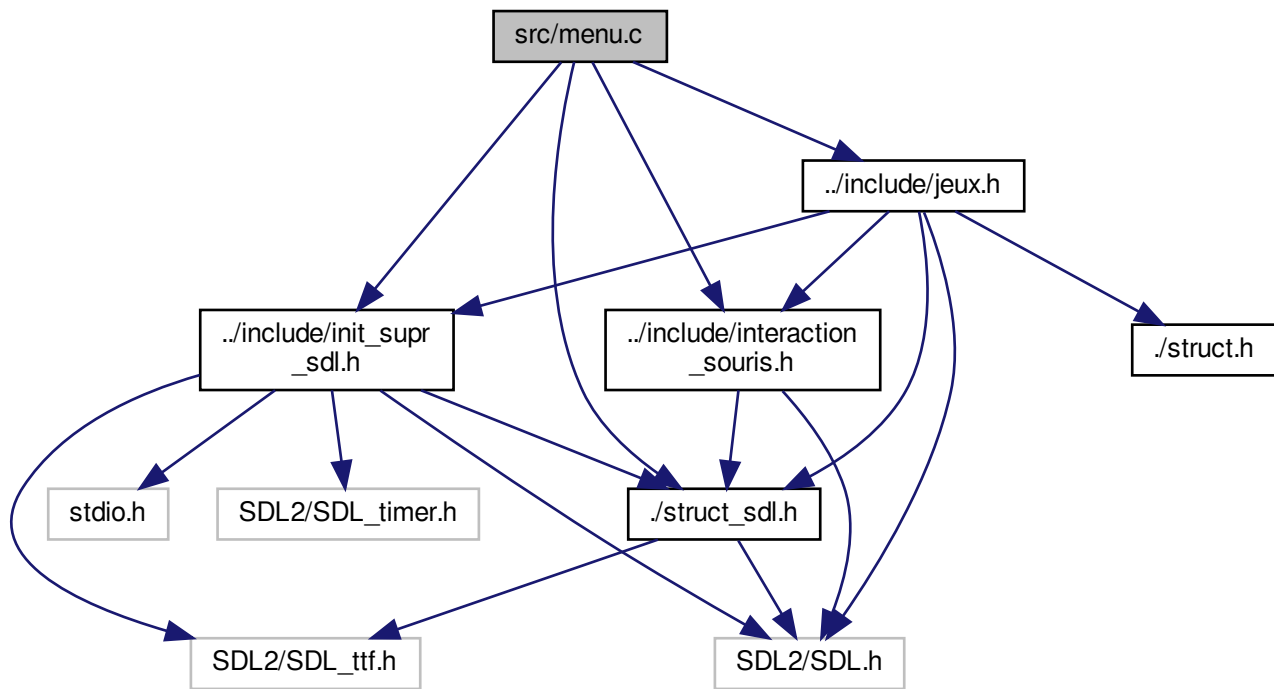 src/menu.c
../include/jeux.h
../include/init_supr
_sdl.h
../include/interaction
_souris.h
./struct.h
stdio.h
SDL2/SDL_timer.h
./struct_sdl.h
SDL2/SDL_ttf.h
SDL2/SDL.h